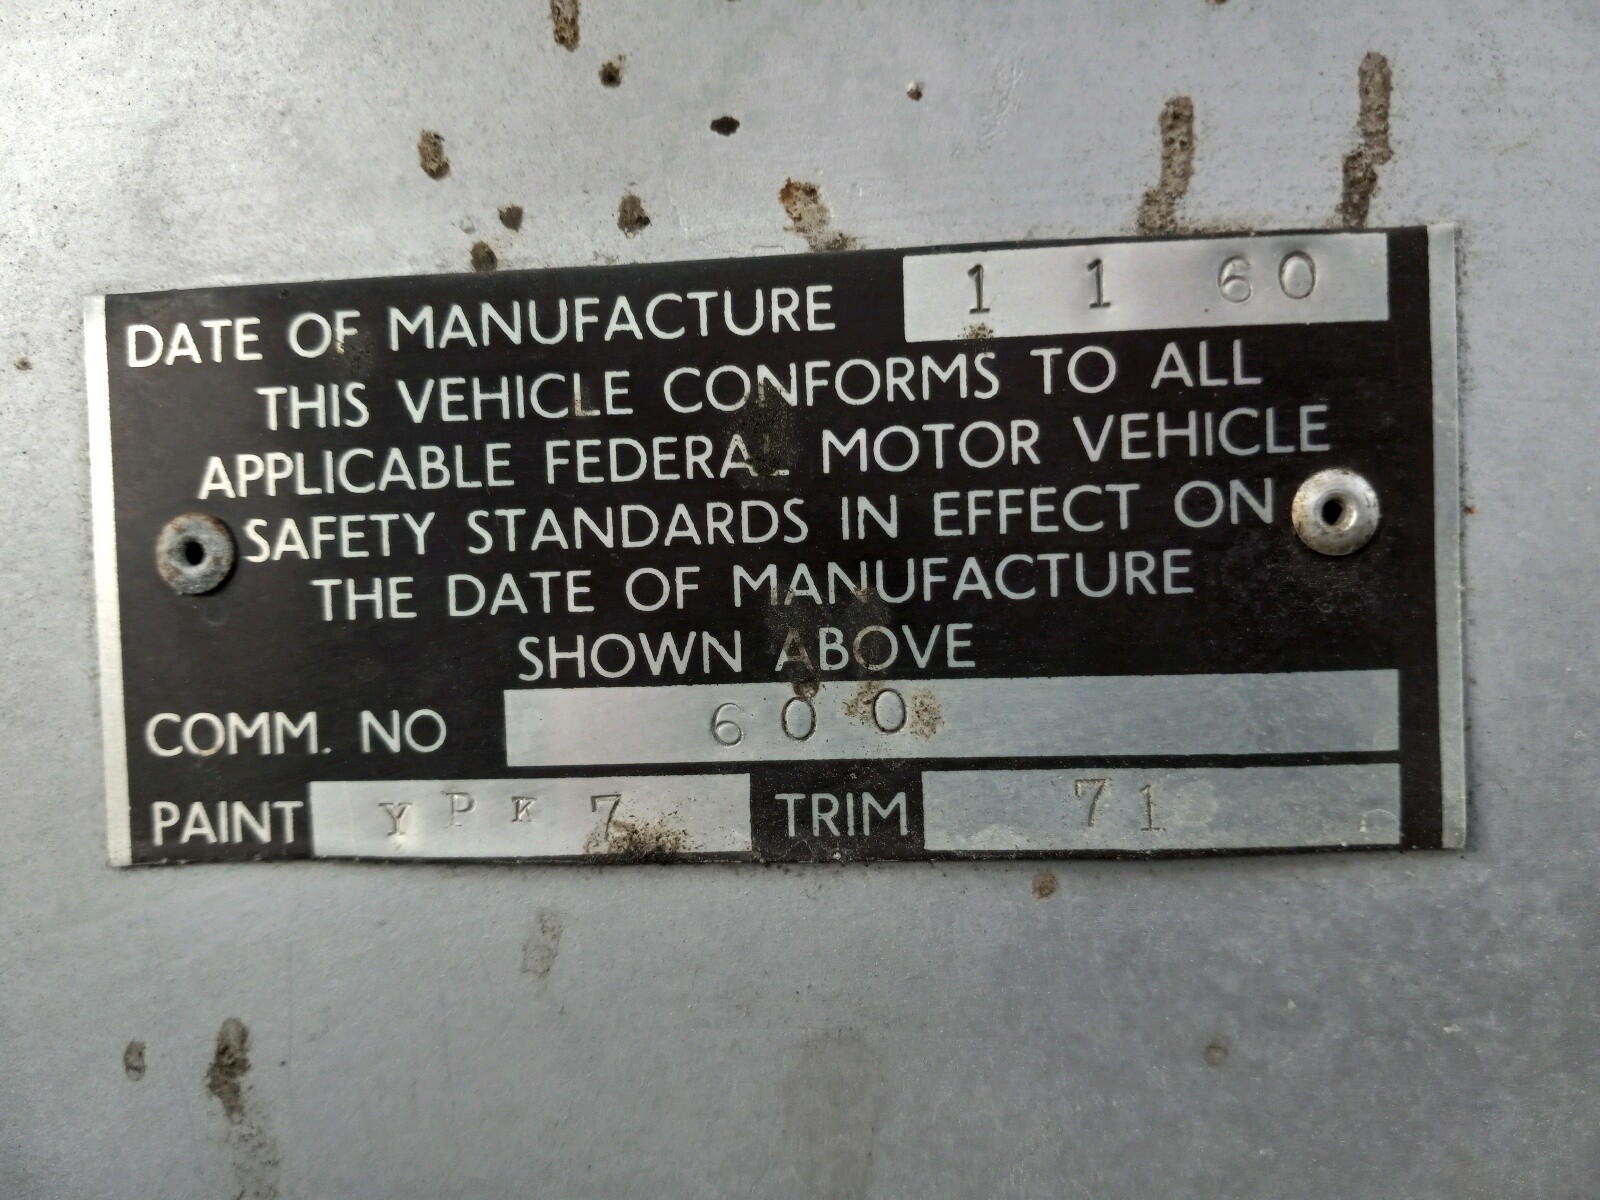 DATE OF MANUFACTURE 1 1 60
THIS VEHICLE CONFORMS TO ALL
APPLICABLE FEDERAL MOTOR VEHICLE
SAFETY STANDARDS IN EFFECT ON
THE DATE OF MANUFACTURE
SHOWN ABOVE
COMM. NO 600
PAINT YPK7 TRIM 71